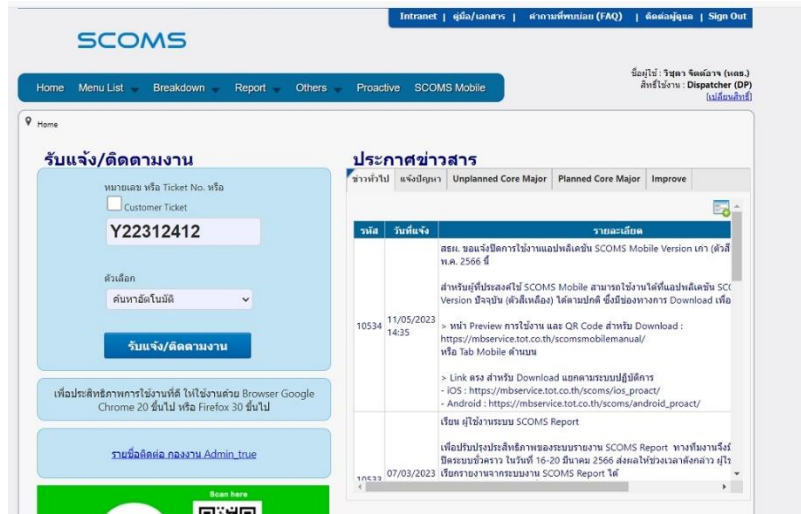 Intranet | คู่มือ/เอกสาร | คำถามที่พบบ่อย (FAQ) | ติดต่อผู้ดูแล | Sign Out
SCOMS
ชื่อผู้ใช้ : วิชุดา จิตต์อาจ (นดธ.)
สิทธิ์ใช้งาน : Dispatcher (DP)
[เปลี่ยนสิทธิ์]
Home Menu List Breakdown Report Others Proactive SCOMS Mobile
Home
รับแจ้ง/ติดตามงาน
หมายเลข หรือ Ticket No. หรือ
Customer Ticket
Y22312412
ตัวเลือก
ค้นหาอัตโนมัติ
รับแจ้ง/ติดตามงาน
เพื่อประสิทธิภาพการใช้งานที่ดี ให้ใช้งานด้วย Browser Google
Chrome 20 ขึ้นไป หรือ Firefox 30 ขึ้นไป
รายชื่อติดต่อ กองงาน Admin_true
Scan here
ประกาศข่าวสาร
ข่าวทั่วไป แจ้งปัญหา Unplanned Core Major Planned Core Major Improve
รหัส วันที่แจ้ง รายละเอียด
สธผ. ขอแจ้งปิดการใช้งานแอปพลิเคชัน SCOMS Mobile Version เก่า (ตัวสี
พ.ค. 2566 นี้
สำหรับผู้ที่ประสงค์ใช้ SCOMS Mobile สามารถใช้งานได้ที่แอปพลิเคชัน SCO
Version ปัจจุบัน (ตัวสีเหลือง) ได้ตามปกติ ซึ่งมีช่องทางการ Download เพื่อ
10534 11/05/2023
14:35
> หน้า Preview การใช้งาน และ QR Code สำหรับ Download :
https://mbservice.tot.co.th/scomsmobilemanual/
หรือ Tab Mobile ด้านบน
> Link ตรง สำหรับ Download แยกตามระบบปฏิบัติการ
- iOS : https://mbservice.tot.co.th/scoms/ios_proact/
- Android : https://mbservice.tot.co.th/scoms/android_proact/
เรียน ผู้ใช้งานระบบ SCOMS Report
เพื่อปรับปรุงประสิทธิภาพของระบบรายงาน SCOMS Report ทางทีมงานจึงมี
ปิดระบบชั่วคราว ในวันที่ 16-20 มีนาคม 2566 ส่งผลให้ช่วงเวลาดังกล่าว ผู้ใช
10533 07/03/2023 เรียกรายงานจากระบบงาน SCOMS Report ได้